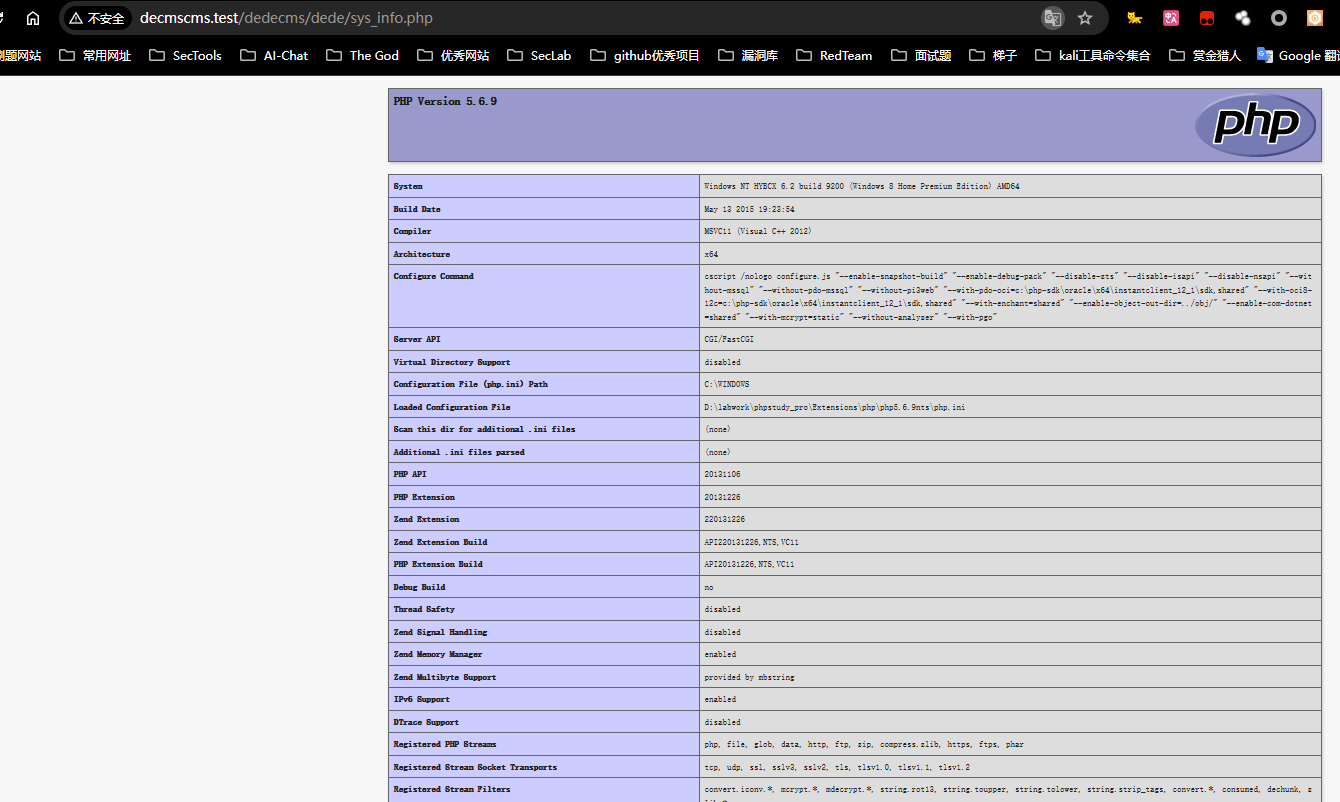 不安全 decmscms.test/dedecms/dede/sys_info.php
刷题网站 常用网址 SecTools AI-Chat The God 优秀网站 SecLab github优秀项目 漏洞库 RedTeam 面试题 梯子 kali工具命令集合 赏金猎人 Google 翻译
PHP Version 5.6.9
php
System Windows NT HYBCX 6.2 build 9200 (Windows 8 Home Premium Edition) AMD64
Build Date May 13 2015 19:23:54
Compiler MSVC11 (Visual C++ 2012)
Architecture x64
Configure Command cscript /nologo configure.js "--enable-snapshot-build" "--enable-debug-pack" "--disable-zts" "--disable-isapi" "--disable-nsapi" "--wit
hout-mssql" "--without-pdo-mssql" "--without-pi3web" "--with-pdo-oci=c:\php-sdk\oracle\x64\instantclient_12_1\sdk,shared" "--with-oci8-
12c=c:\php-sdk\oracle\x64\instantclient_12_1\sdk,shared" "--with-enchant=shared" "--enable-object-out-dir=../obj/" "--enable-com-dotnet
=shared" "--with-mcrypt=static" "--without-analyzer" "--with-pgo"
Server API CGI/FastCGI
Virtual Directory Support disabled
Configuration File (php.ini) Path C:\WINDOWS
Loaded Configuration File D:\labwork\phpstudy_pro\Extensions\php\php5.6.9nts\php.ini
Scan this dir for additional .ini files (none)
Additional .ini files parsed (none)
PHP API 20131106
PHP Extension 20131226
Zend Extension 220131226
Zend Extension Build API220131226,NTS,VC11
PHP Extension Build API20131226,NTS,VC11
Debug Build no
Thread Safety disabled
Zend Signal Handling disabled
Zend Memory Manager enabled
Zend Multibyte Support provided by mbstring
IPv6 Support enabled
DTrace Support disabled
Registered PHP Streams php, file, glob, data, http, ftp, zip, compress.zlib, https, ftps, phar
Registered Stream Socket Transports tcp, udp, ssl, sslv3, sslv2, tls, tlsv1.0, tlsv1.1, tlsv1.2
Registered Stream Filters convert.iconv.*, mcrypt.*, mdecrypt.*, string.rot13, string.toupper, string.tolower, string.strip_tags, convert.*, consumed, dechunk, z